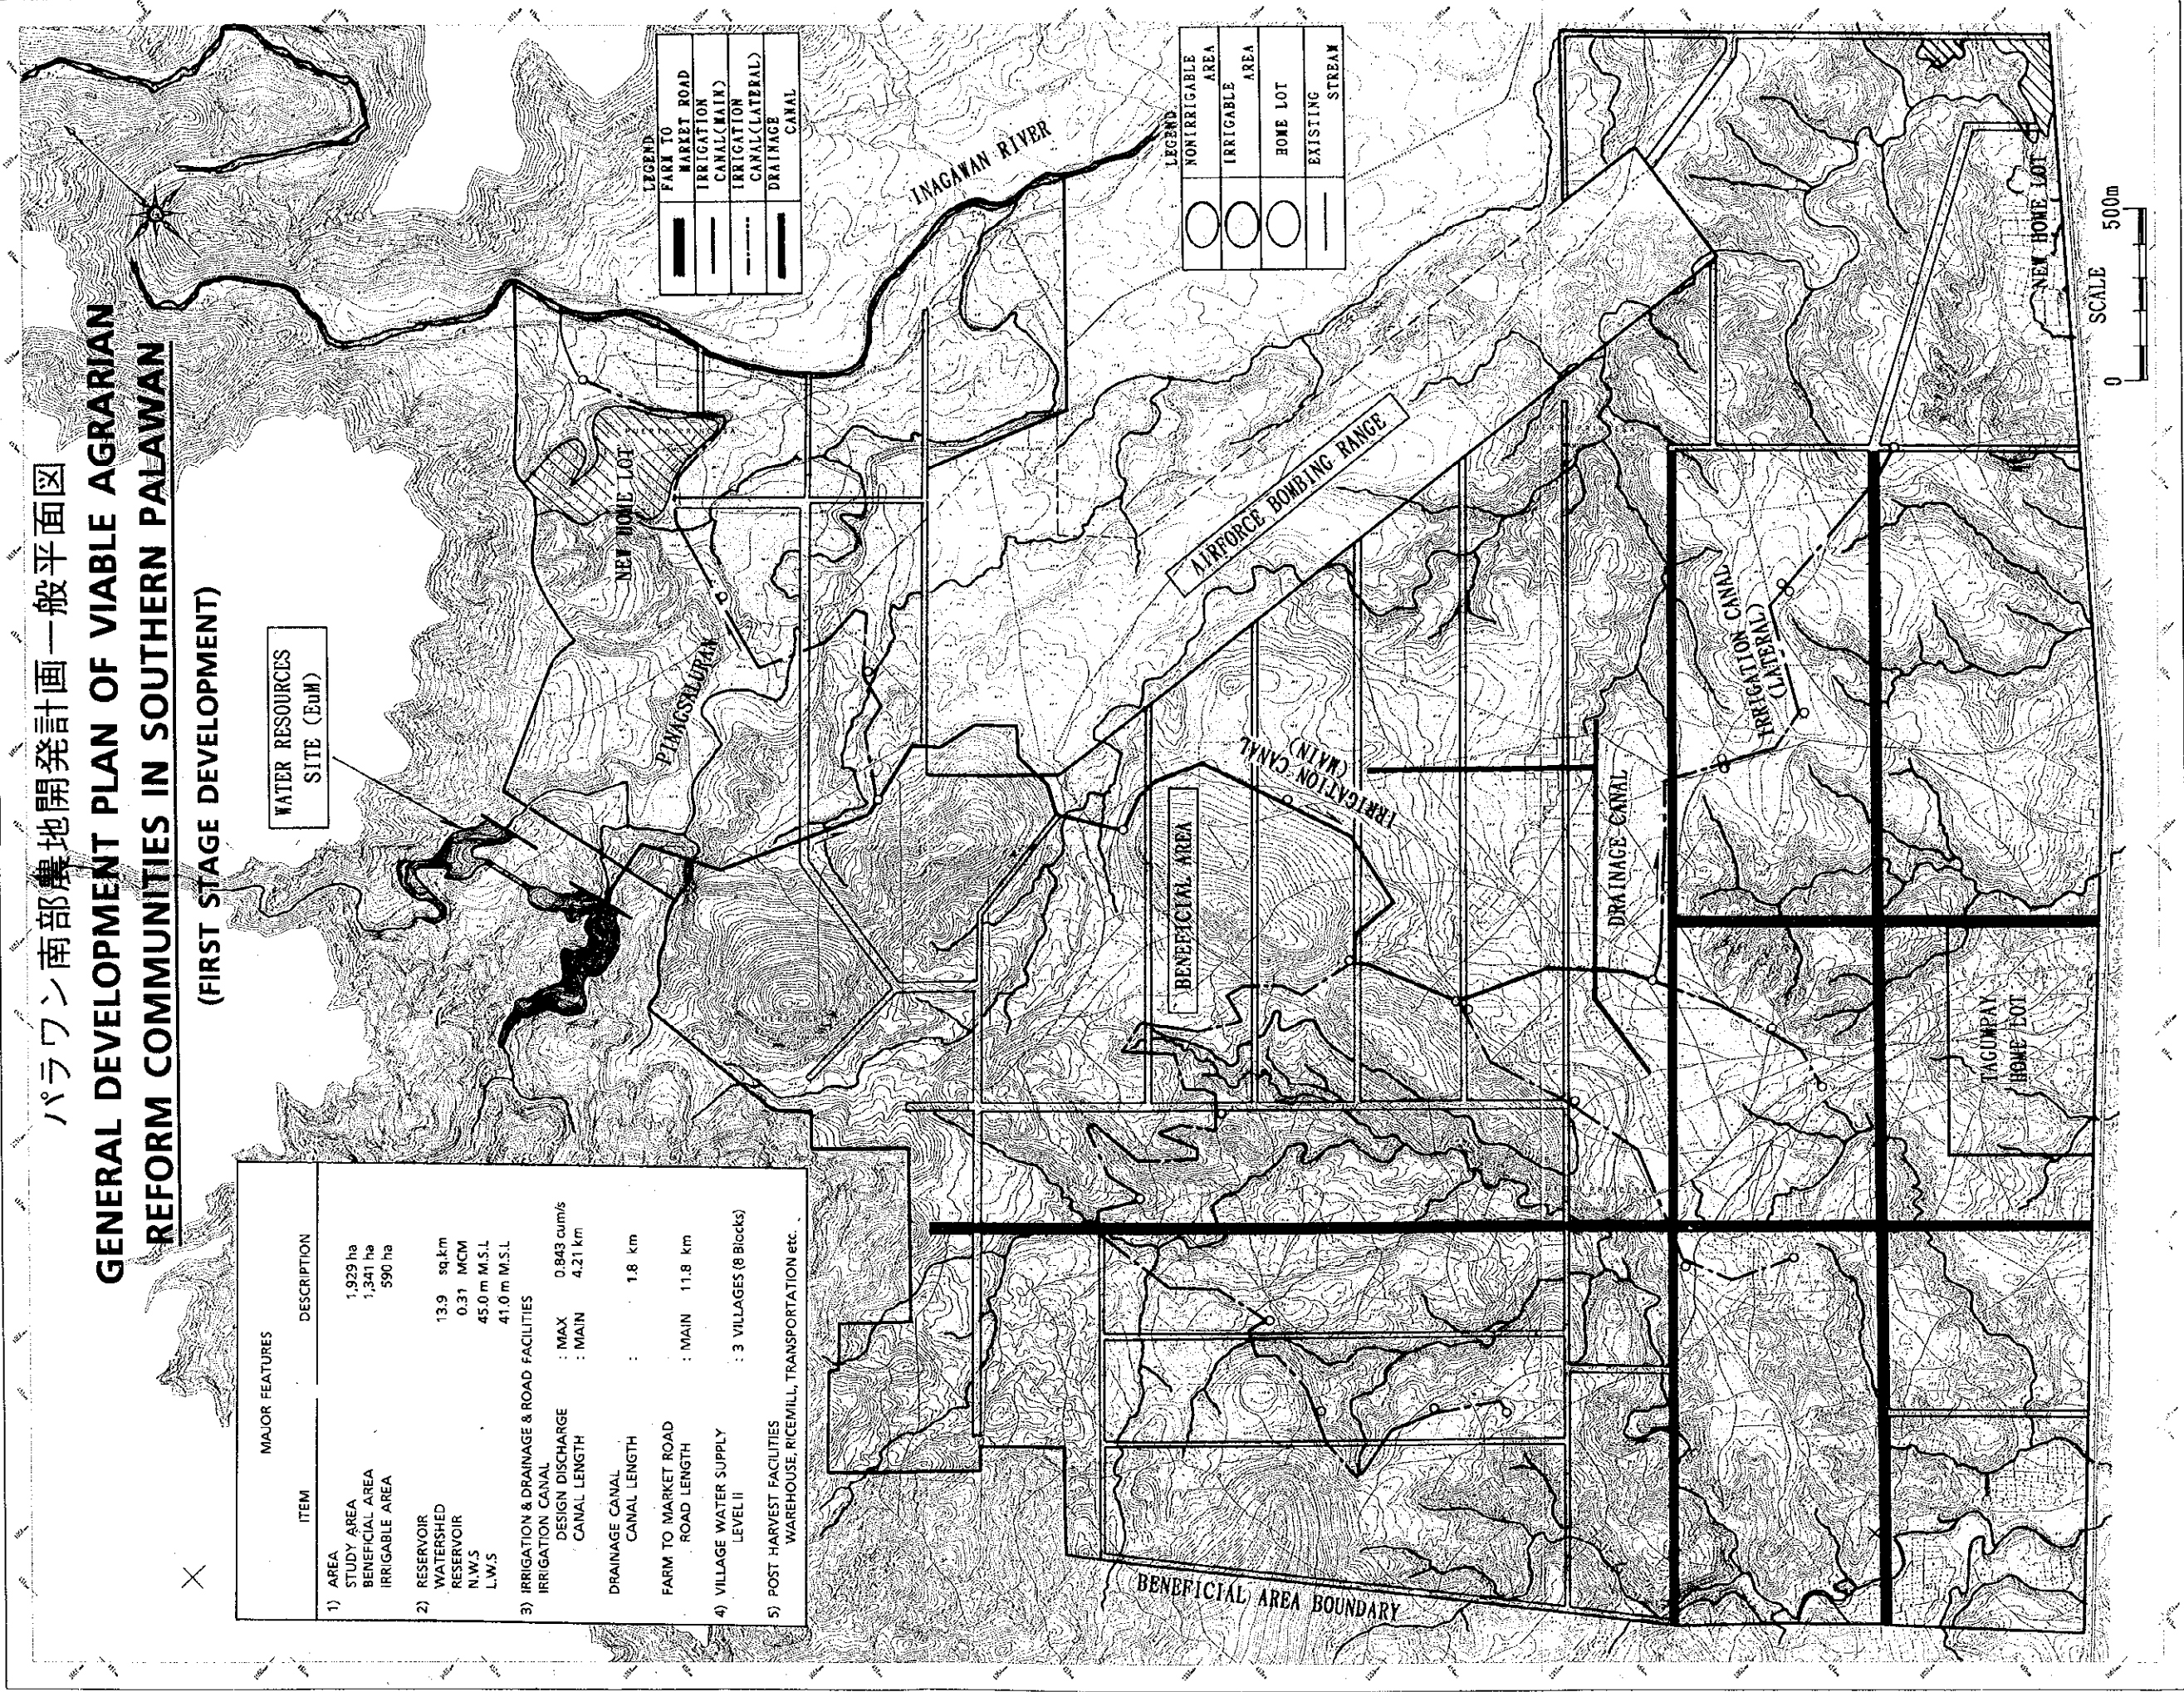 パラワン南部農地開発計画一般平面図
GENERAL DEVELOPMENT PLAN OF VIABLE AGRARIAN
REFORM COMMUNITIES IN SOUTHERN PALAWAN
(FIRST STAGE DEVELOPMENT)
MAJOR FEATURES
ITEM DESCRIPTION
1) AREA
STUDY AREA 1,929 ha
BENEFICIAL AREA 1,341 ha
IRRIGABLE AREA 590 ha
2) RESERVOIR
WATERSHED 13.9 sq.km
RESERVOIR 0.31 MCM
N.W.S 45.0 m M.S.L
L.W.S 41.0 m M.S.L
3) IRRIGATION & DRAINAGE & ROAD FACILITIES
IRRIGATION CANAL
DESIGN DISCHARGE : MAX 0.843 cum/s
CANAL LENGTH : MAIN 4.21 km
DRAINAGE CANAL
CANAL LENGTH : 1.8 km
FARM TO MARKET ROAD
ROAD LENGTH : MAIN 11.8 km
4) VILLAGE WATER SUPPLY
LEVEL II : 3 VILLAGES (8 Blocks)
5) POST HARVEST FACILITIES
WAREHOUSE, RICEMILL, TRANSPORTATION etc.
WATER RESOURCES
SITE (EuM)
LEGEND
FARM TO
MARKET ROAD
IRRIGATION
CANAL(MAIN)
IRRIGATION
CANAL(LATERAL)
DRAINAGE
CANAL
INAGAWAN RIVER
LEGEND
NONIRRIGABLE
AREA
IRRIGABLE
AREA
HOME LOT
EXISTING
STREAM
NEW HOME LOT
PINAGSALURAN
AIRFORCE BOMBING RANGE
BENEFICIAL AREA
IRRIGATION CANAL
(MAIN)
DRAINAGE CANAL
IRRIGATION CANAL
(LATERAL)
TAGUMPAY
HOME LOT
NEW HOME LOT
BENEFICIAL AREA BOUNDARY
SCALE
0 500m